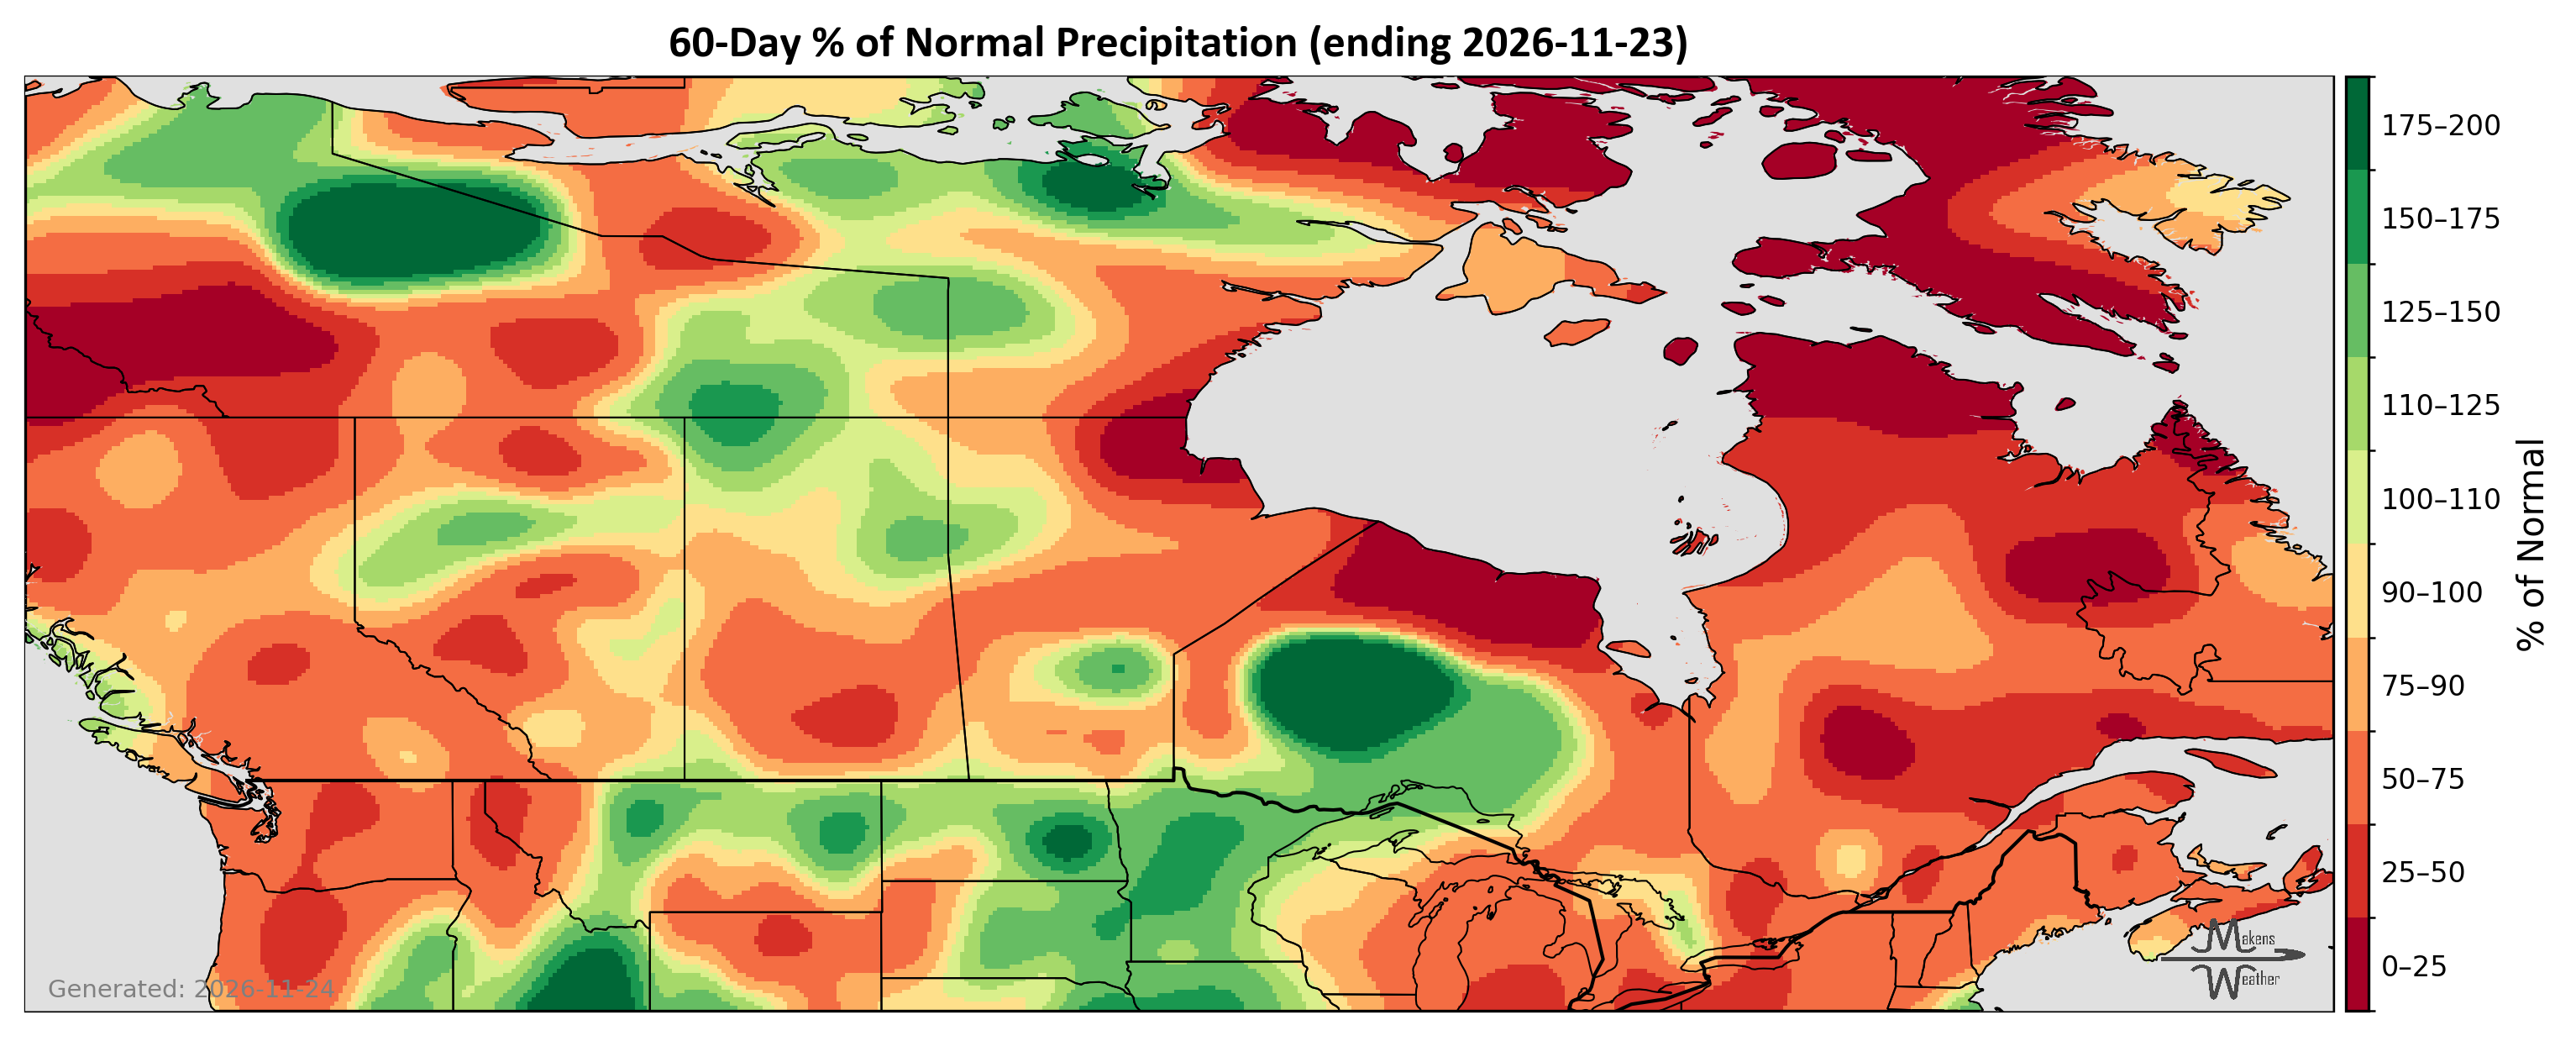 60-Day % of Normal Precipitation (ending 2026-11-23)
175–200
150–175
125–150
110–125
100–110
90–100
75–90
50–75
25–50
0–25
% of Normal
Generated: 2026-11-24
Makens
Weather